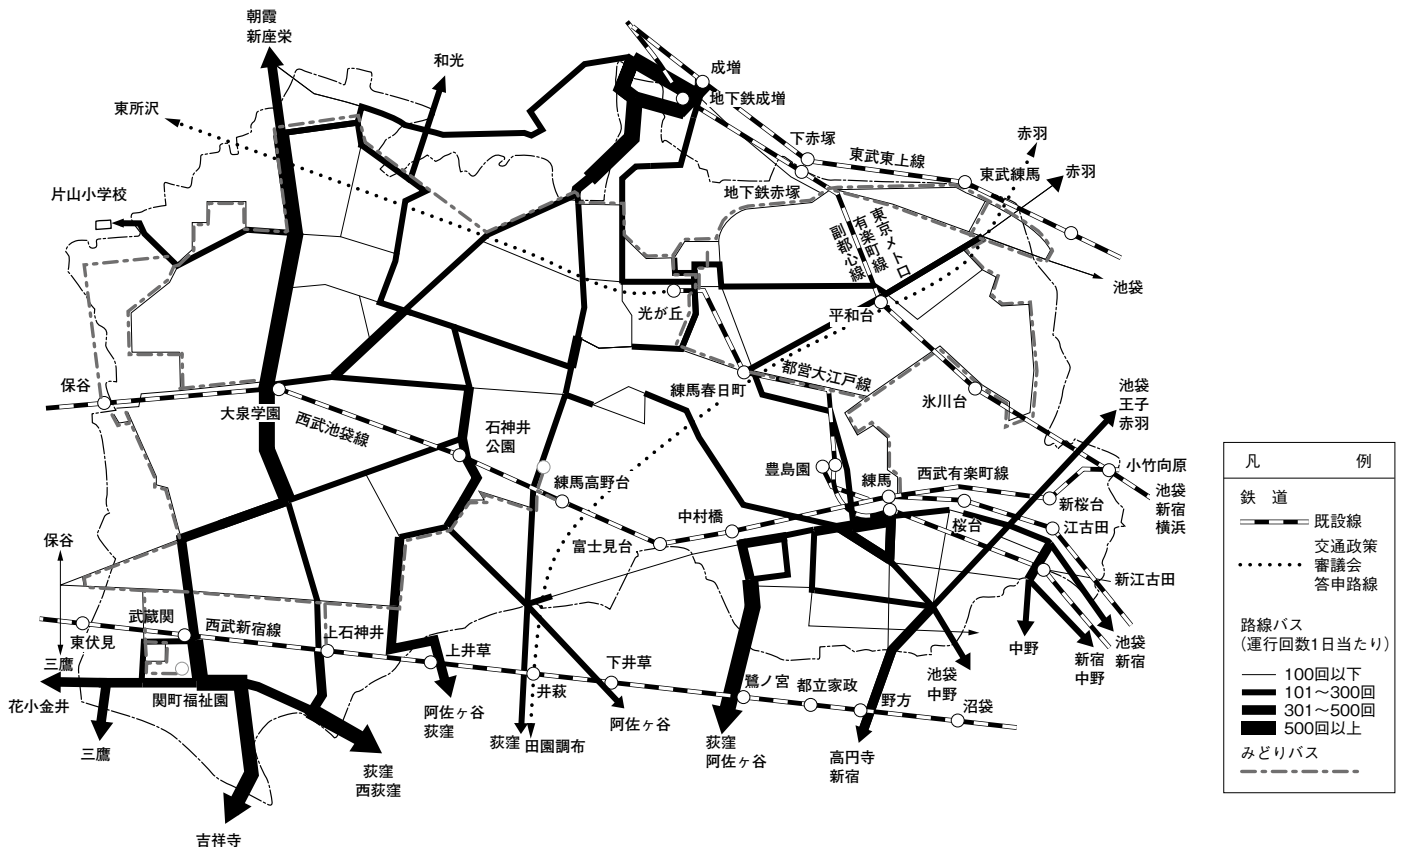 朝霞
新座栄
和光
東所沢
成増
地下鉄成増
下赤塚
赤羽
東武東上線
東武練馬
赤羽
地下鉄赤塚
片山小学校
東京メトロ
有楽町線
副都心線
池袋
光が丘
平和台
保谷
大泉学園
西武池袋線
石神井
公園
練馬春日町
都営大江戸線
氷川台
池袋
王子
赤羽
練馬高野台
豊島園
練馬
西武有楽町線
小竹向原
新桜台
池袋
新宿
横浜
中村橋
富士見台
桜台
江古田
新江古田
保谷
東伏見
武蔵関
西武新宿線
上石神井
上井草
井荻
下井草
鷺ノ宮
都立家政
野方
沼袋
池袋
中野
中野
新宿
中野
池袋
新宿
三鷹
花小金井
関町福祉園
三鷹
吉祥寺
荻窪
西荻窪
阿佐ヶ谷
荻窪
荻窪
田園調布
阿佐ヶ谷
荻窪
阿佐ヶ谷
高円寺
新宿
凡 例
鉄 道
既設線
交通政策
審議会
答申路線
路線バス
(運行回数1日当たり)
100回以下
101〜300回
301〜500回
500回以上
みどりバス